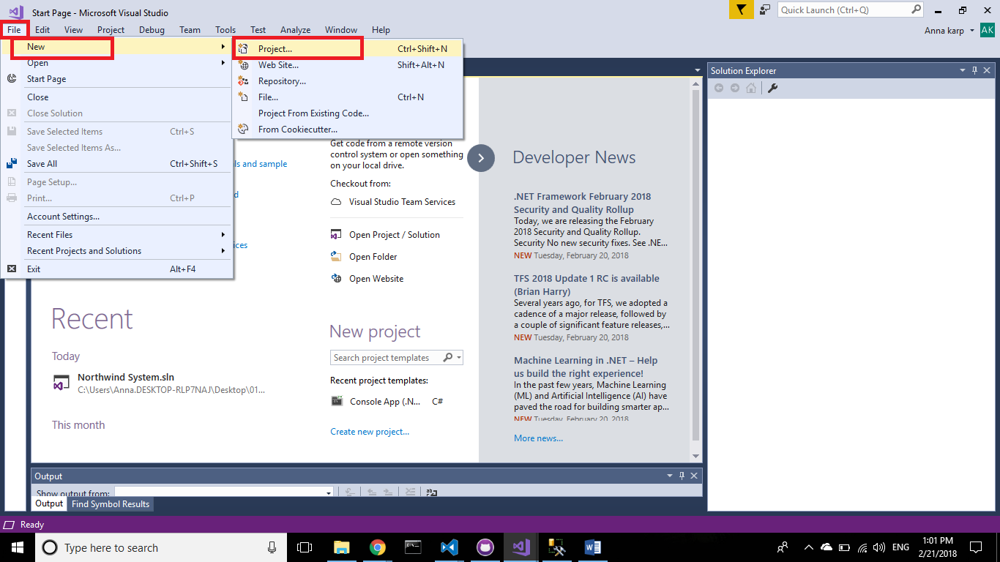 Start Page - Microsoft Visual Studio
Quick Launch (Ctrl+Q)
File Edit View Project Debug Team Tools Test Analyze Window Help
Anna karp AK
New
Open
Start Page
Close
Close Solution
Save Selected Items Ctrl+S
Save Selected Items As...
Save All Ctrl+Shift+S
Page Setup...
Print... Ctrl+P
Account Settings...
Recent Files
Recent Projects and Solutions
Exit Alt+F4
Project... Ctrl+Shift+N
Web Site... Shift+Alt+N
Repository...
File... Ctrl+N
Project From Existing Code...
From Cookiecutter...
and sample
Recent
Today
Northwind System.sln
C:\Users\Anna.DESKTOP-RLP7NAJ\Desktop\01...
This month
Get code from a remote version
control system or open something
on your local drive.
Checkout from:
Visual Studio Team Services
Open Project / Solution
Open Folder
Open Website
New project
Search project templates
Recent project templates:
Console App (.N... C#
Create new project...
Developer News
.NET Framework February 2018
Security and Quality Rollup
Today, we are releasing the February
2018 Security and Quality Rollup.
Security No new security fixes. See .NE...
NEW Tuesday, February 20, 2018
TFS 2018 Update 1 RC is available
(Brian Harry)
Several years ago, for TFS, we adopted a
cadence of a major release, followed by
a couple of significant feature releases,...
NEW Tuesday, February 20, 2018
Machine Learning in .NET – Help
us build the right experience!
In the past few years, Machine Learning
(ML) and Artificial Intelligence (AI) have
paved the road for building smarter ap...
NEW Tuesday, February 20, 2018
More news...
Solution Explorer
Output
Show output from:
Output Find Symbol Results
Ready
Type here to search
ENG
1:01 PM
2/21/2018